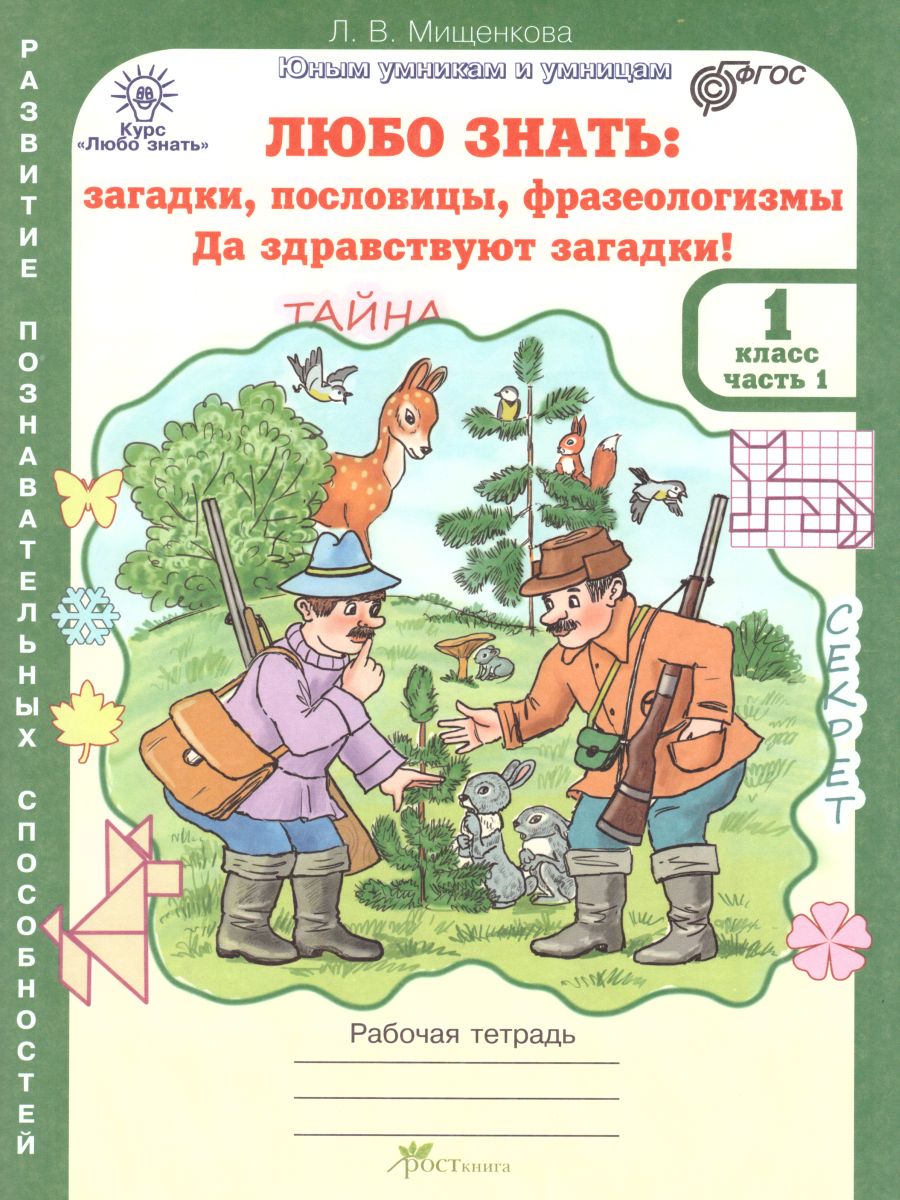 Л. В. Мищенкова
Юным умникам и умницам
ФГОС
Курс
«Любо знать»
ЛЮБО ЗНАТЬ:
загадки, пословицы, фразеологизмы
Да здравствуют загадки!
1
класс
часть 1
ТАЙНА
СЕКРЕТ
РАЗВИТИЕ ПОЗНАВАТЕЛЬНЫХ СПОСОБНОСТЕЙ
Рабочая тетрадь
РОСТкнига